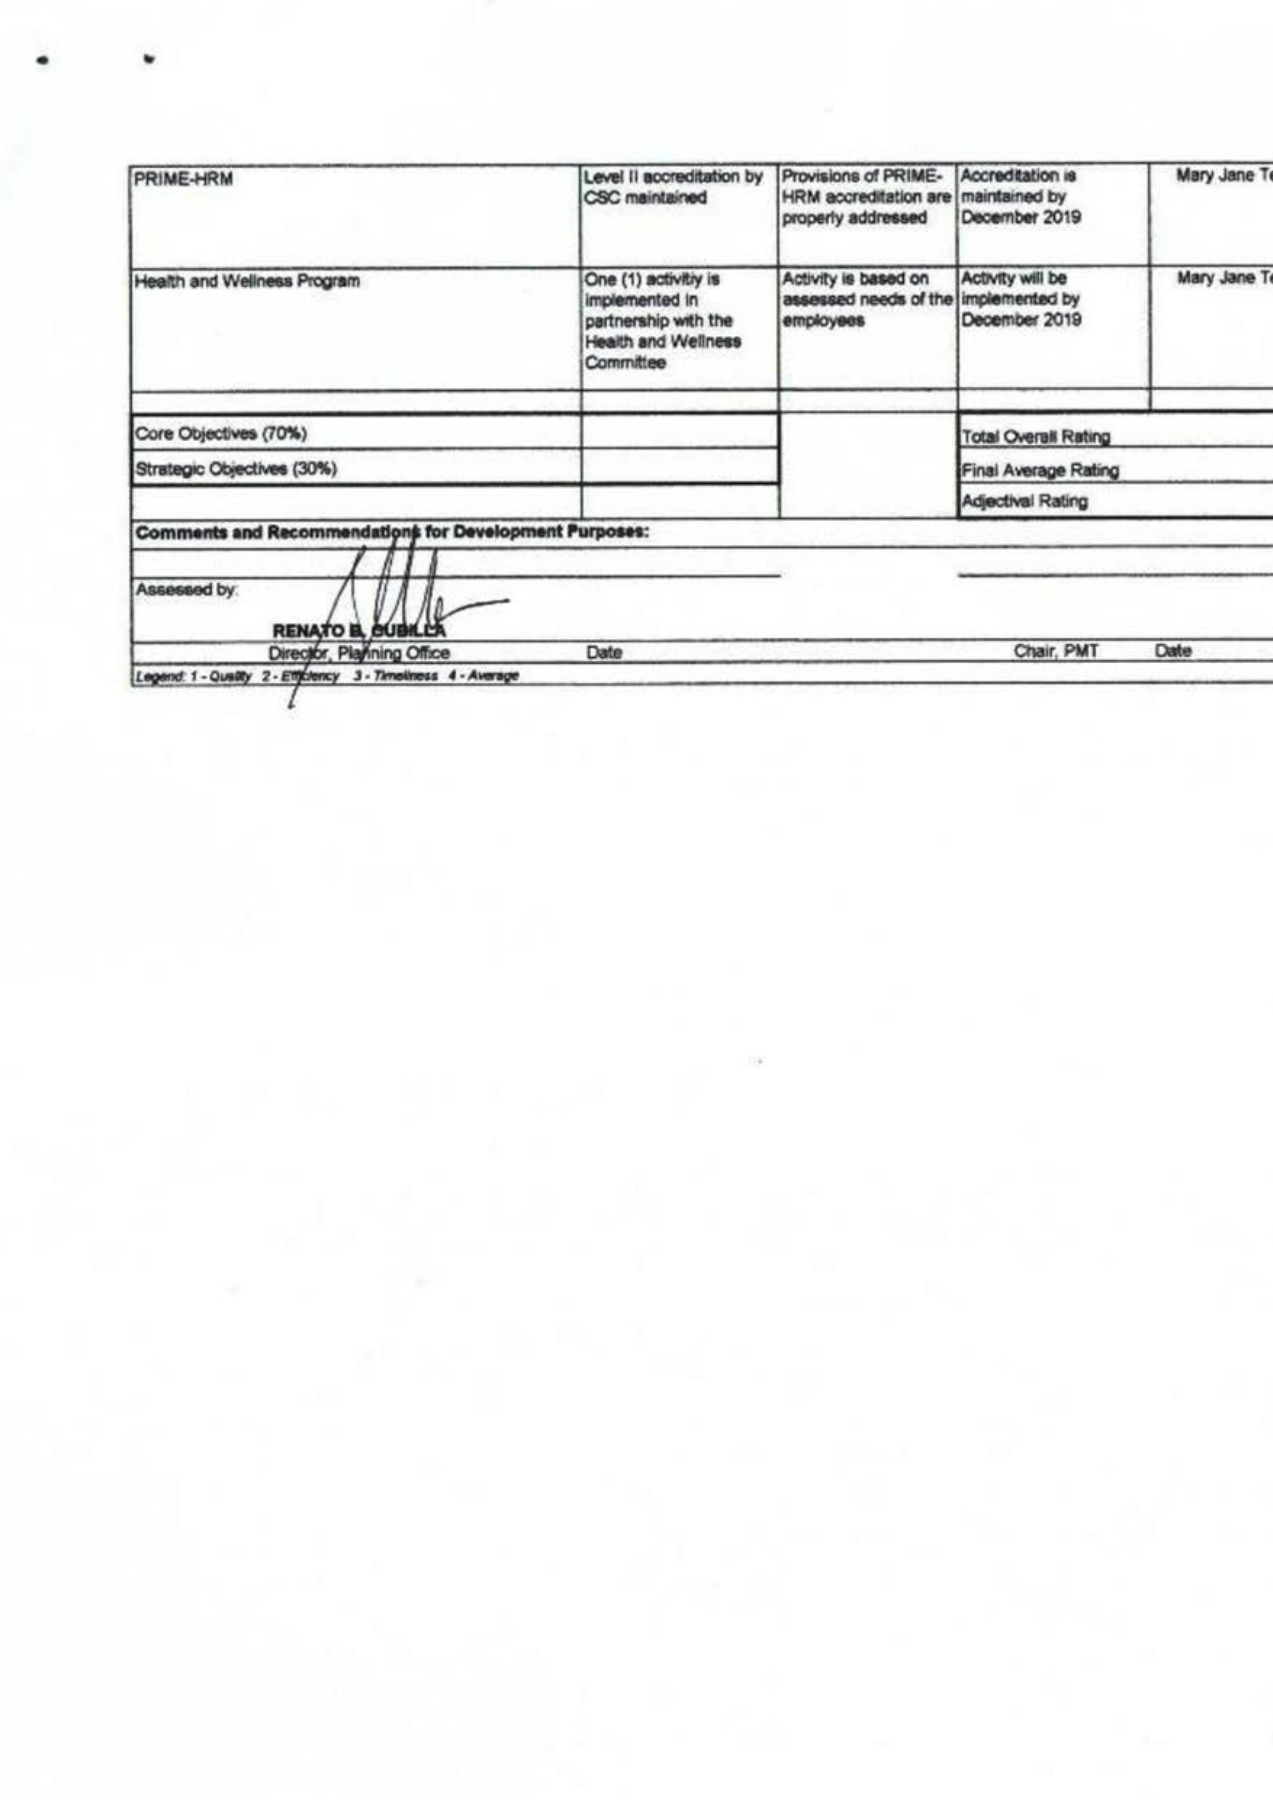 PRIME-HRM
Level II accreditation by
CSC maintained
Provisions of PRIME-
HRM accreditation are
properly addressed
Accreditation is
maintained by
December 2019
Mary Jane
Health and Wellness Program
One (1) activitiy is
implemented in
partnership with the
Health and Wellness
Committee
Activity is based on
assessed needs of the
employees
Activity will be
implemented by
December 2019
Mary Jane
Core Objectives (70%)
Strategic Objectives (30%)
Total Overall Rating
Final Average Rating
Adjectival Rating
Comments and Recommendations for Development Purposes:
Assessed by:
RENATO B. GUBILLA
Director, Planning Office
Date
Chair, PMT
Date
Legend: 1 - Quality 2 - Efficiency 3 - Timeliness 4 - Average